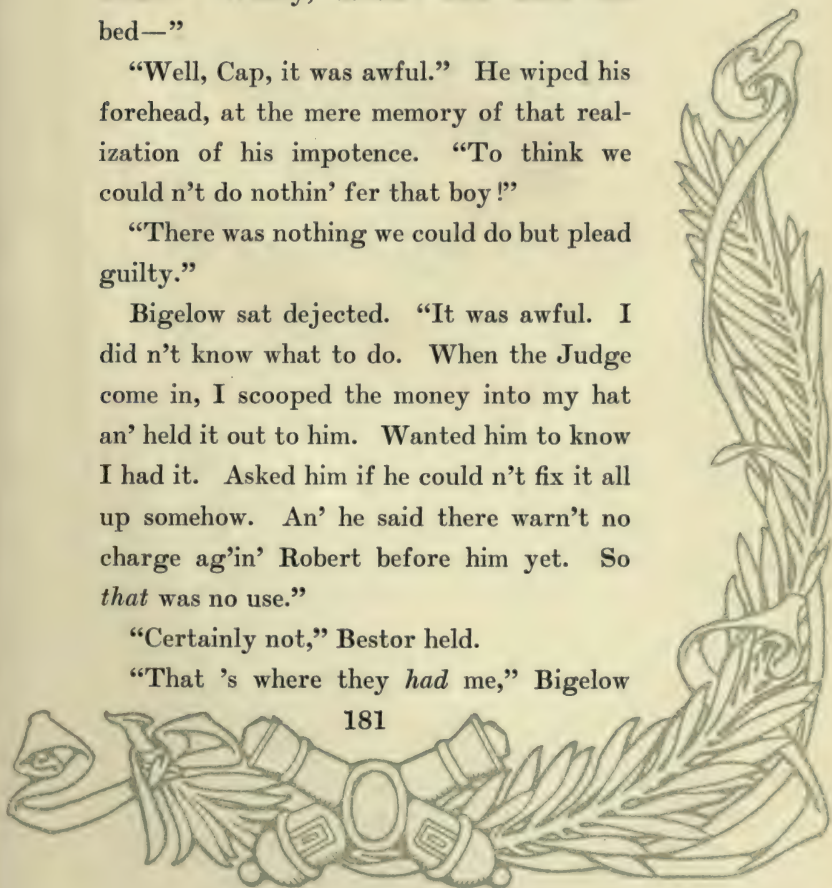 bed—”
“Well, Cap, it was awful.” He wiped his
forehead, at the mere memory of that real-
ization of his impotence. “To think we
could n’t do nothin’ fer that boy!”
“There was nothing we could do but plead
guilty.”
Bigelow sat dejected. “It was awful. I
did n’t know what to do. When the Judge
come in, I scooped the money into my hat
an’ held it out to him. Wanted him to know
I had it. Asked him if he could n’t fix it all
up somehow. An’ he said there warn’t no
charge ag’in’ Robert before him yet. So
that was no use.”
“Certainly not,” Bestor held.
“That ’s where they had me,” Bigelow
181